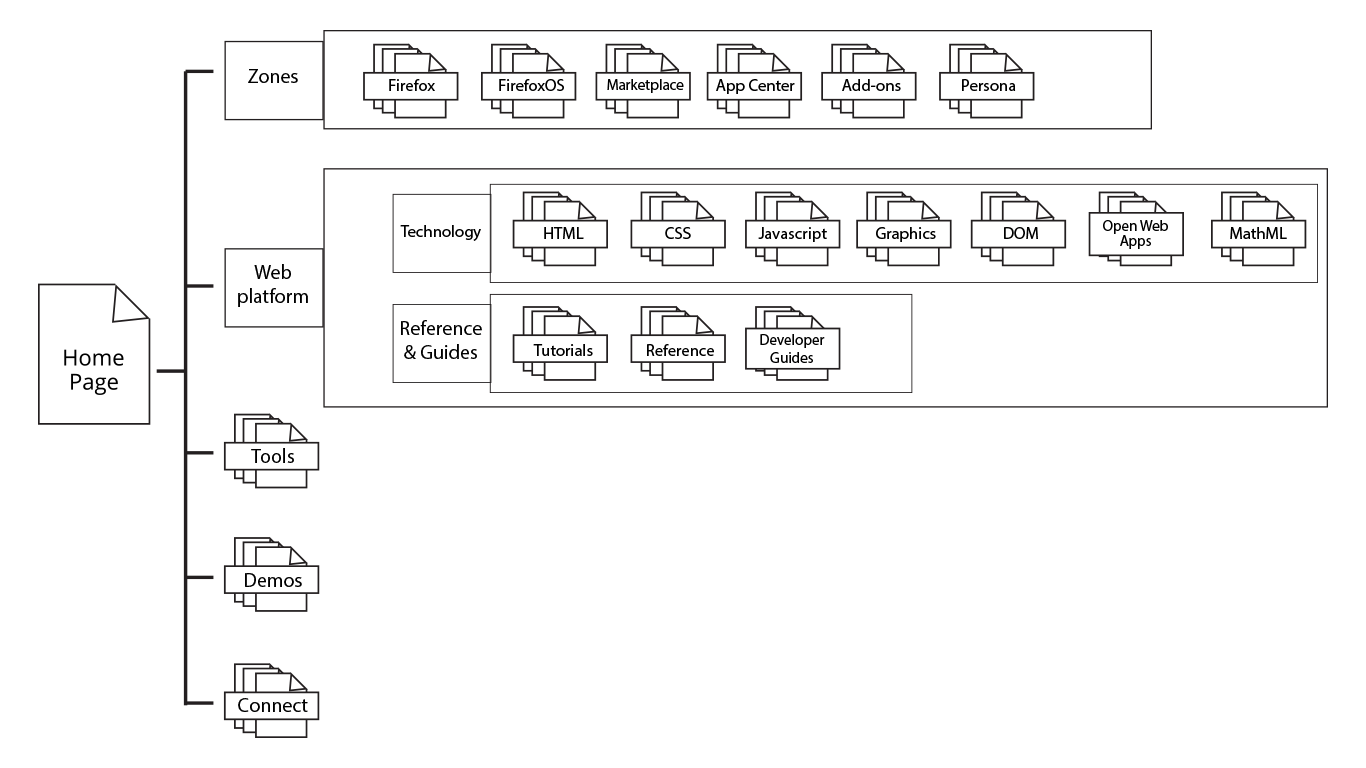 Zones
Firefox
FirefoxOS
Marketplace
App Center
Add-ons
Persona
Web
platform
Technology
HTML
CSS
Javascript
Graphics
DOM
Open Web
Apps
MathML
Reference
& Guides
Tutorials
Reference
Developer
Guides
Home
Page
Tools
Demos
Connect